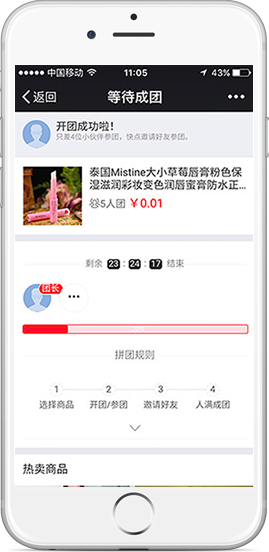 中国移动 11:05 43%
返回 等待成团
开团成功啦！
只差4位小伙伴参团，快点邀请好友参团。
泰国Mistine大小草莓唇膏粉色保
湿滋润彩妆变色润唇蜜膏防水正...
5人团 ￥0.01
剩余 23 : 24 : 17 结束
团长
拼团规则
1 2 3 4
选择商品 开团/参团 邀请好友 人满成团
热卖商品